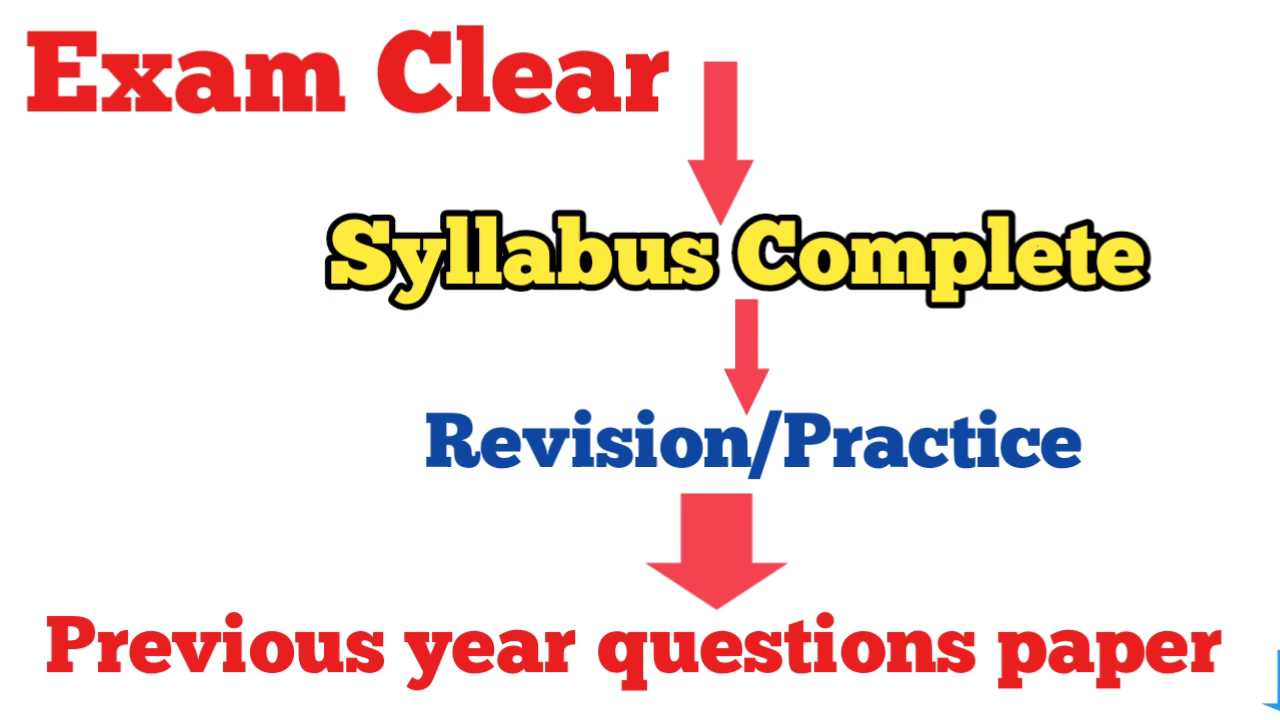 Exam Clear
Syllabus Complete
Revision/Practice
Previous year questions paper